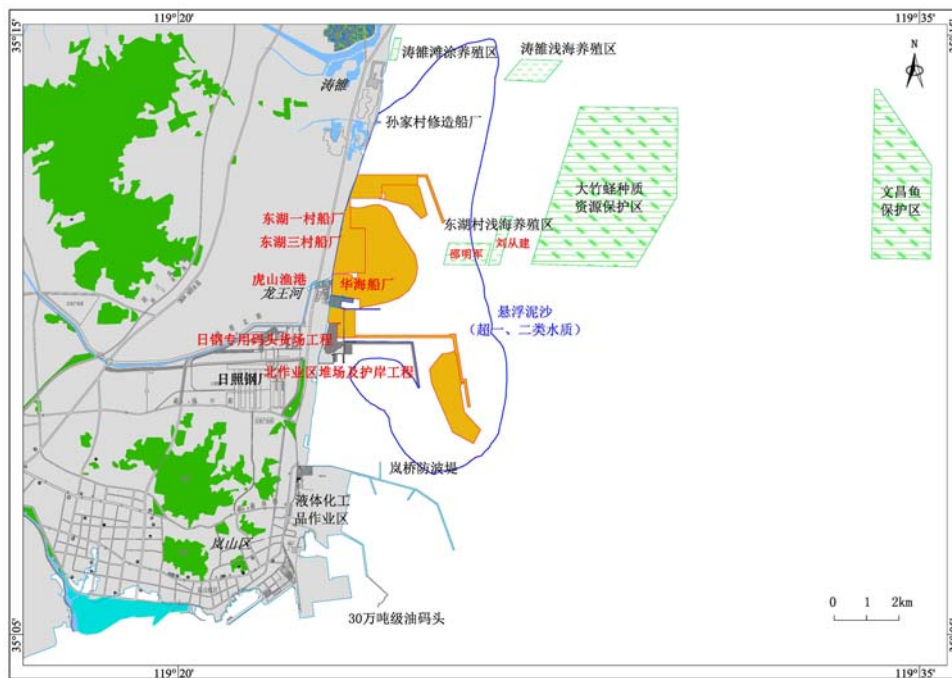 119°20′
119°35′
35°15′
N
涛雒滩涂养殖区
涛雒浅海养殖区
涛雒
孙家村修造船厂
大竹蛏种质
资源保护区
文昌鱼
保护区
东湖一村船厂
东湖村浅海养殖区
东湖三村船厂
邵明军
刘从建
虎山渔港
华海船厂
龙王河
悬浮泥沙
(超一、二类水质)
日钢专用码头货场工程
日照钢厂
北作业区堆场及护岸工程
岚桥防波堤
液体化工
品作业区
岚山区
30万吨级油码头
0 1 2km
35°05′
119°20′
119°35′